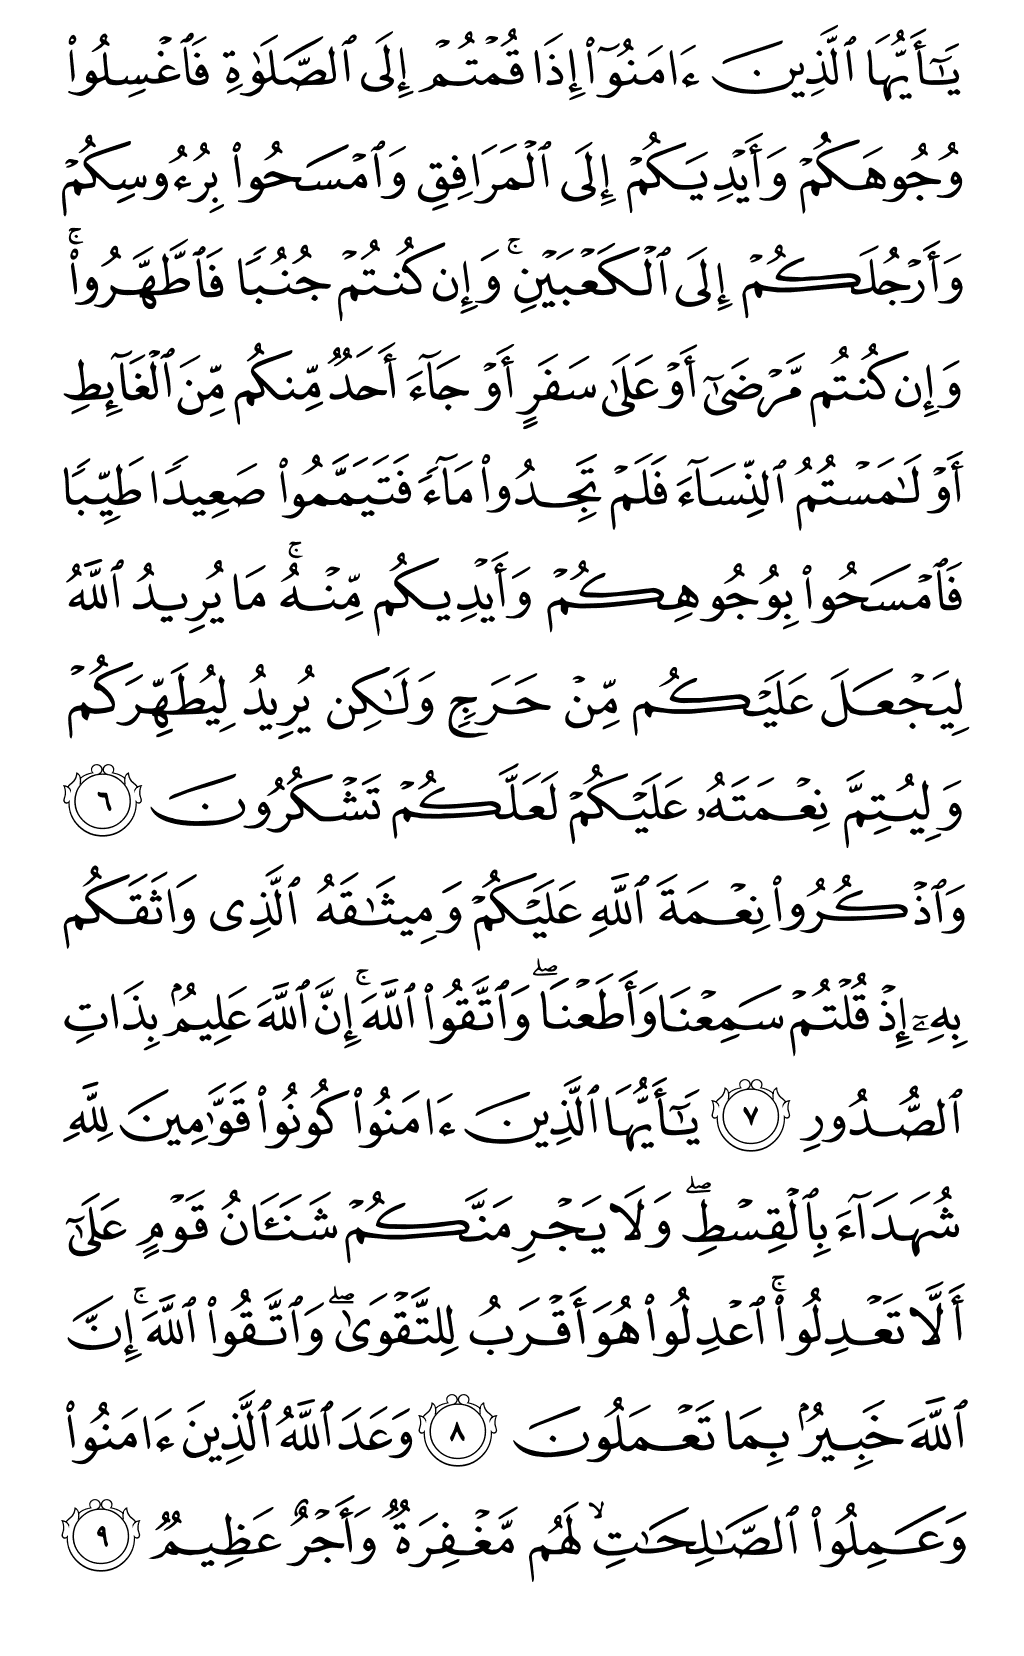 يَٰٓأَيُّهَا ٱلَّذِينَ ءَامَنُوٓا۟ إِذَا قُمْتُمْ إِلَى ٱلصَّلَوٰةِ فَٱغْسِلُوا۟
وُجُوهَكُمْ وَأَيْدِيَكُمْ إِلَى ٱلْمَرَافِقِ وَٱمْسَحُوا۟ بِرُءُوسِكُمْ
وَأَرْجُلَكُمْ إِلَى ٱلْكَعْبَيْنِ ۚ وَإِن كُنتُمْ جُنُبًا فَٱطَّهَّرُوا۟ ۚ
وَإِن كُنتُم مَّرْضَىٰٓ أَوْ عَلَىٰ سَفَرٍ أَوْ جَآءَ أَحَدٌ مِّنكُم مِّنَ ٱلْغَآئِطِ
أَوْ لَٰمَسْتُمُ ٱلنِّسَآءَ فَلَمْ تَجِدُوا۟ مَآءً فَتَيَمَّمُوا۟ صَعِيدًا طَيِّبًا
فَٱمْسَحُوا۟ بِوُجُوهِكُمْ وَأَيْدِيكُم مِّنْهُ ۚ مَا يُرِيدُ ٱللَّهُ
لِيَجْعَلَ عَلَيْكُم مِّنْ حَرَجٍ وَلَٰكِن يُرِيدُ لِيُطَهِّرَكُمْ
وَلِيُتِمَّ نِعْمَتَهُۥ عَلَيْكُمْ لَعَلَّكُمْ تَشْكُرُونَ ٦
وَٱذْكُرُوا۟ نِعْمَةَ ٱللَّهِ عَلَيْكُمْ وَمِيثَٰقَهُ ٱلَّذِى وَاثَقَكُم
بِهِۦٓ إِذْ قُلْتُمْ سَمِعْنَا وَأَطَعْنَا ۖ وَٱتَّقُوا۟ ٱللَّهَ ۚ إِنَّ ٱللَّهَ عَلِيمٌۢ بِذَاتِ
ٱلصُّدُورِ ٧ يَٰٓأَيُّهَا ٱلَّذِينَ ءَامَنُوا۟ كُونُوا۟ قَوَّٰمِينَ لِلَّهِ
شُهَدَآءَ بِٱلْقِسْطِ ۖ وَلَا يَجْرِمَنَّكُمْ شَنَـَٔانُ قَوْمٍ عَلَىٰٓ
أَلَّا تَعْدِلُوا۟ ۚ ٱعْدِلُوا۟ هُوَ أَقْرَبُ لِلتَّقْوَىٰ ۖ وَٱتَّقُوا۟ ٱللَّهَ ۚ إِنَّ
ٱللَّهَ خَبِيرٌۢ بِمَا تَعْمَلُونَ ٨ وَعَدَ ٱللَّهُ ٱلَّذِينَ ءَامَنُوا۟
وَعَمِلُوا۟ ٱلصَّٰلِحَٰتِ ۙ لَهُم مَّغْفِرَةٌ وَأَجْرٌ عَظِيمٌ ٩